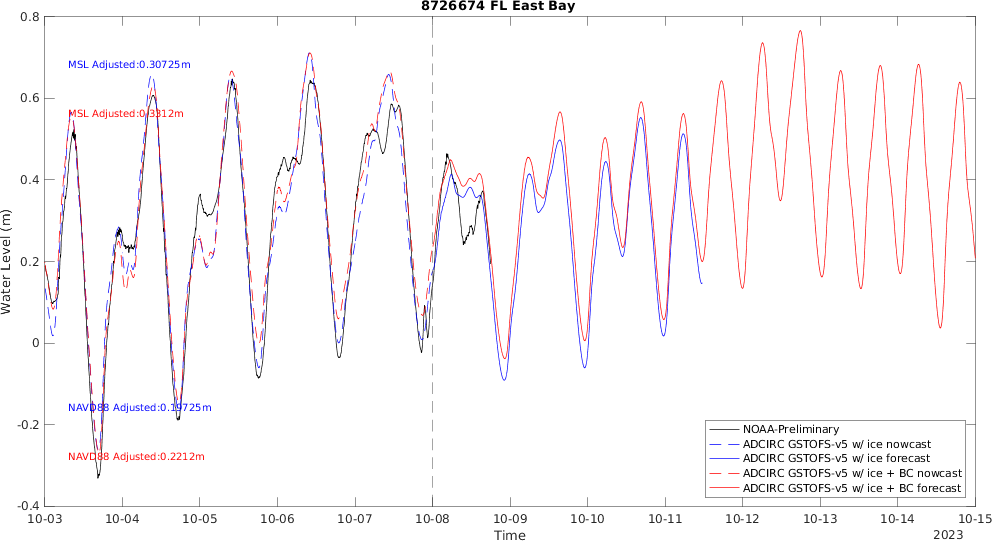 8726674 FL East Bay
Water Level (m)
0.8
0.6
0.4
0.2
0
-0.2
-0.4
MSL Adjusted:0.30725m
MSL Adjusted:0.3312m
NAVD88 Adjusted:0.19725m
NAVD88 Adjusted:0.2212m
NOAA-Preliminary
ADCIRC GSTOFS-v5 w/ ice nowcast
ADCIRC GSTOFS-v5 w/ ice forecast
ADCIRC GSTOFS-v5 w/ ice + BC nowcast
ADCIRC GSTOFS-v5 w/ ice + BC forecast
10-03 10-04 10-05 10-06 10-07 10-08 10-09 10-10 10-11 10-12 10-13 10-14 10-15
Time
2023